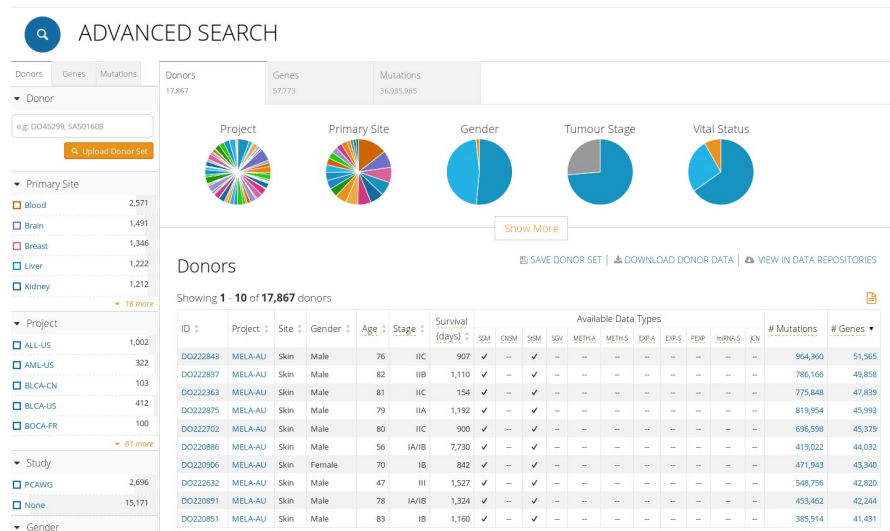 ADVANCED SEARCH
Donors Genes Mutations
Donor
e.g. DO45299, SA501608
Upload Donor Set
Primary Site
Blood 2,571
Brain 1,491
Breast 1,346
Liver 1,222
Kidney 1,212
16 more
Project
ALL-US 1,002
AML-US 322
BLCA-CN 103
BLCA-US 412
BOCA-FR 100
61 more
Study
PCAWG 2,696
None 15,171
Gender
Donors Genes Mutations
17,867 57,773 36,985,985
Project Primary Site Gender Tumour Stage Vital Status
Show More
Donors
SAVE DONOR SET | DOWNLOAD DONOR DATA | VIEW IN DATA REPOSITORIES
Showing 1 - 10 of 17,867 donors
ID Project Site Gender Age Stage Survival (days) Available Data Types # Mutations # Genes
SSM CNSM StSM SGV METH-A METH-S EXP-A EXP-S PEXP miRNA-S JCN
DO222843 MELA-AU Skin Male 76 IIC 907 ✔ -- ✔ -- -- -- -- -- -- -- -- 964,360 51,565
DO222837 MELA-AU Skin Male 82 IIB 1,110 ✔ -- ✔ -- -- -- -- -- -- -- -- 786,166 49,858
DO222363 MELA-AU Skin Male 81 IIC 154 ✔ -- ✔ -- -- -- -- -- -- -- -- 775,848 47,839
DO222875 MELA-AU Skin Male 79 IIA 1,192 ✔ -- ✔ -- -- -- -- -- -- -- -- 819,954 45,993
DO222702 MELA-AU Skin Male 80 IIC 900 ✔ -- ✔ -- -- -- -- -- -- -- -- 696,598 45,379
DO220886 MELA-AU Skin Male 56 IA/IB 7,730 ✔ -- ✔ -- -- -- -- -- -- -- -- 419,022 44,032
DO220906 MELA-AU Skin Female 70 IB 842 ✔ -- ✔ -- -- -- -- -- -- -- -- 471,943 43,340
DO222632 MELA-AU Skin Male 47 III 1,527 ✔ -- ✔ -- -- -- -- -- -- -- -- 548,756 42,820
DO220891 MELA-AU Skin Male 78 IA/IB 1,324 ✔ -- ✔ -- -- -- -- -- -- -- -- 453,462 42,244
DO220851 MELA-AU Skin Male 83 IB 1,160 ✔ -- ✔ -- -- -- -- -- -- -- -- 385,914 41,431